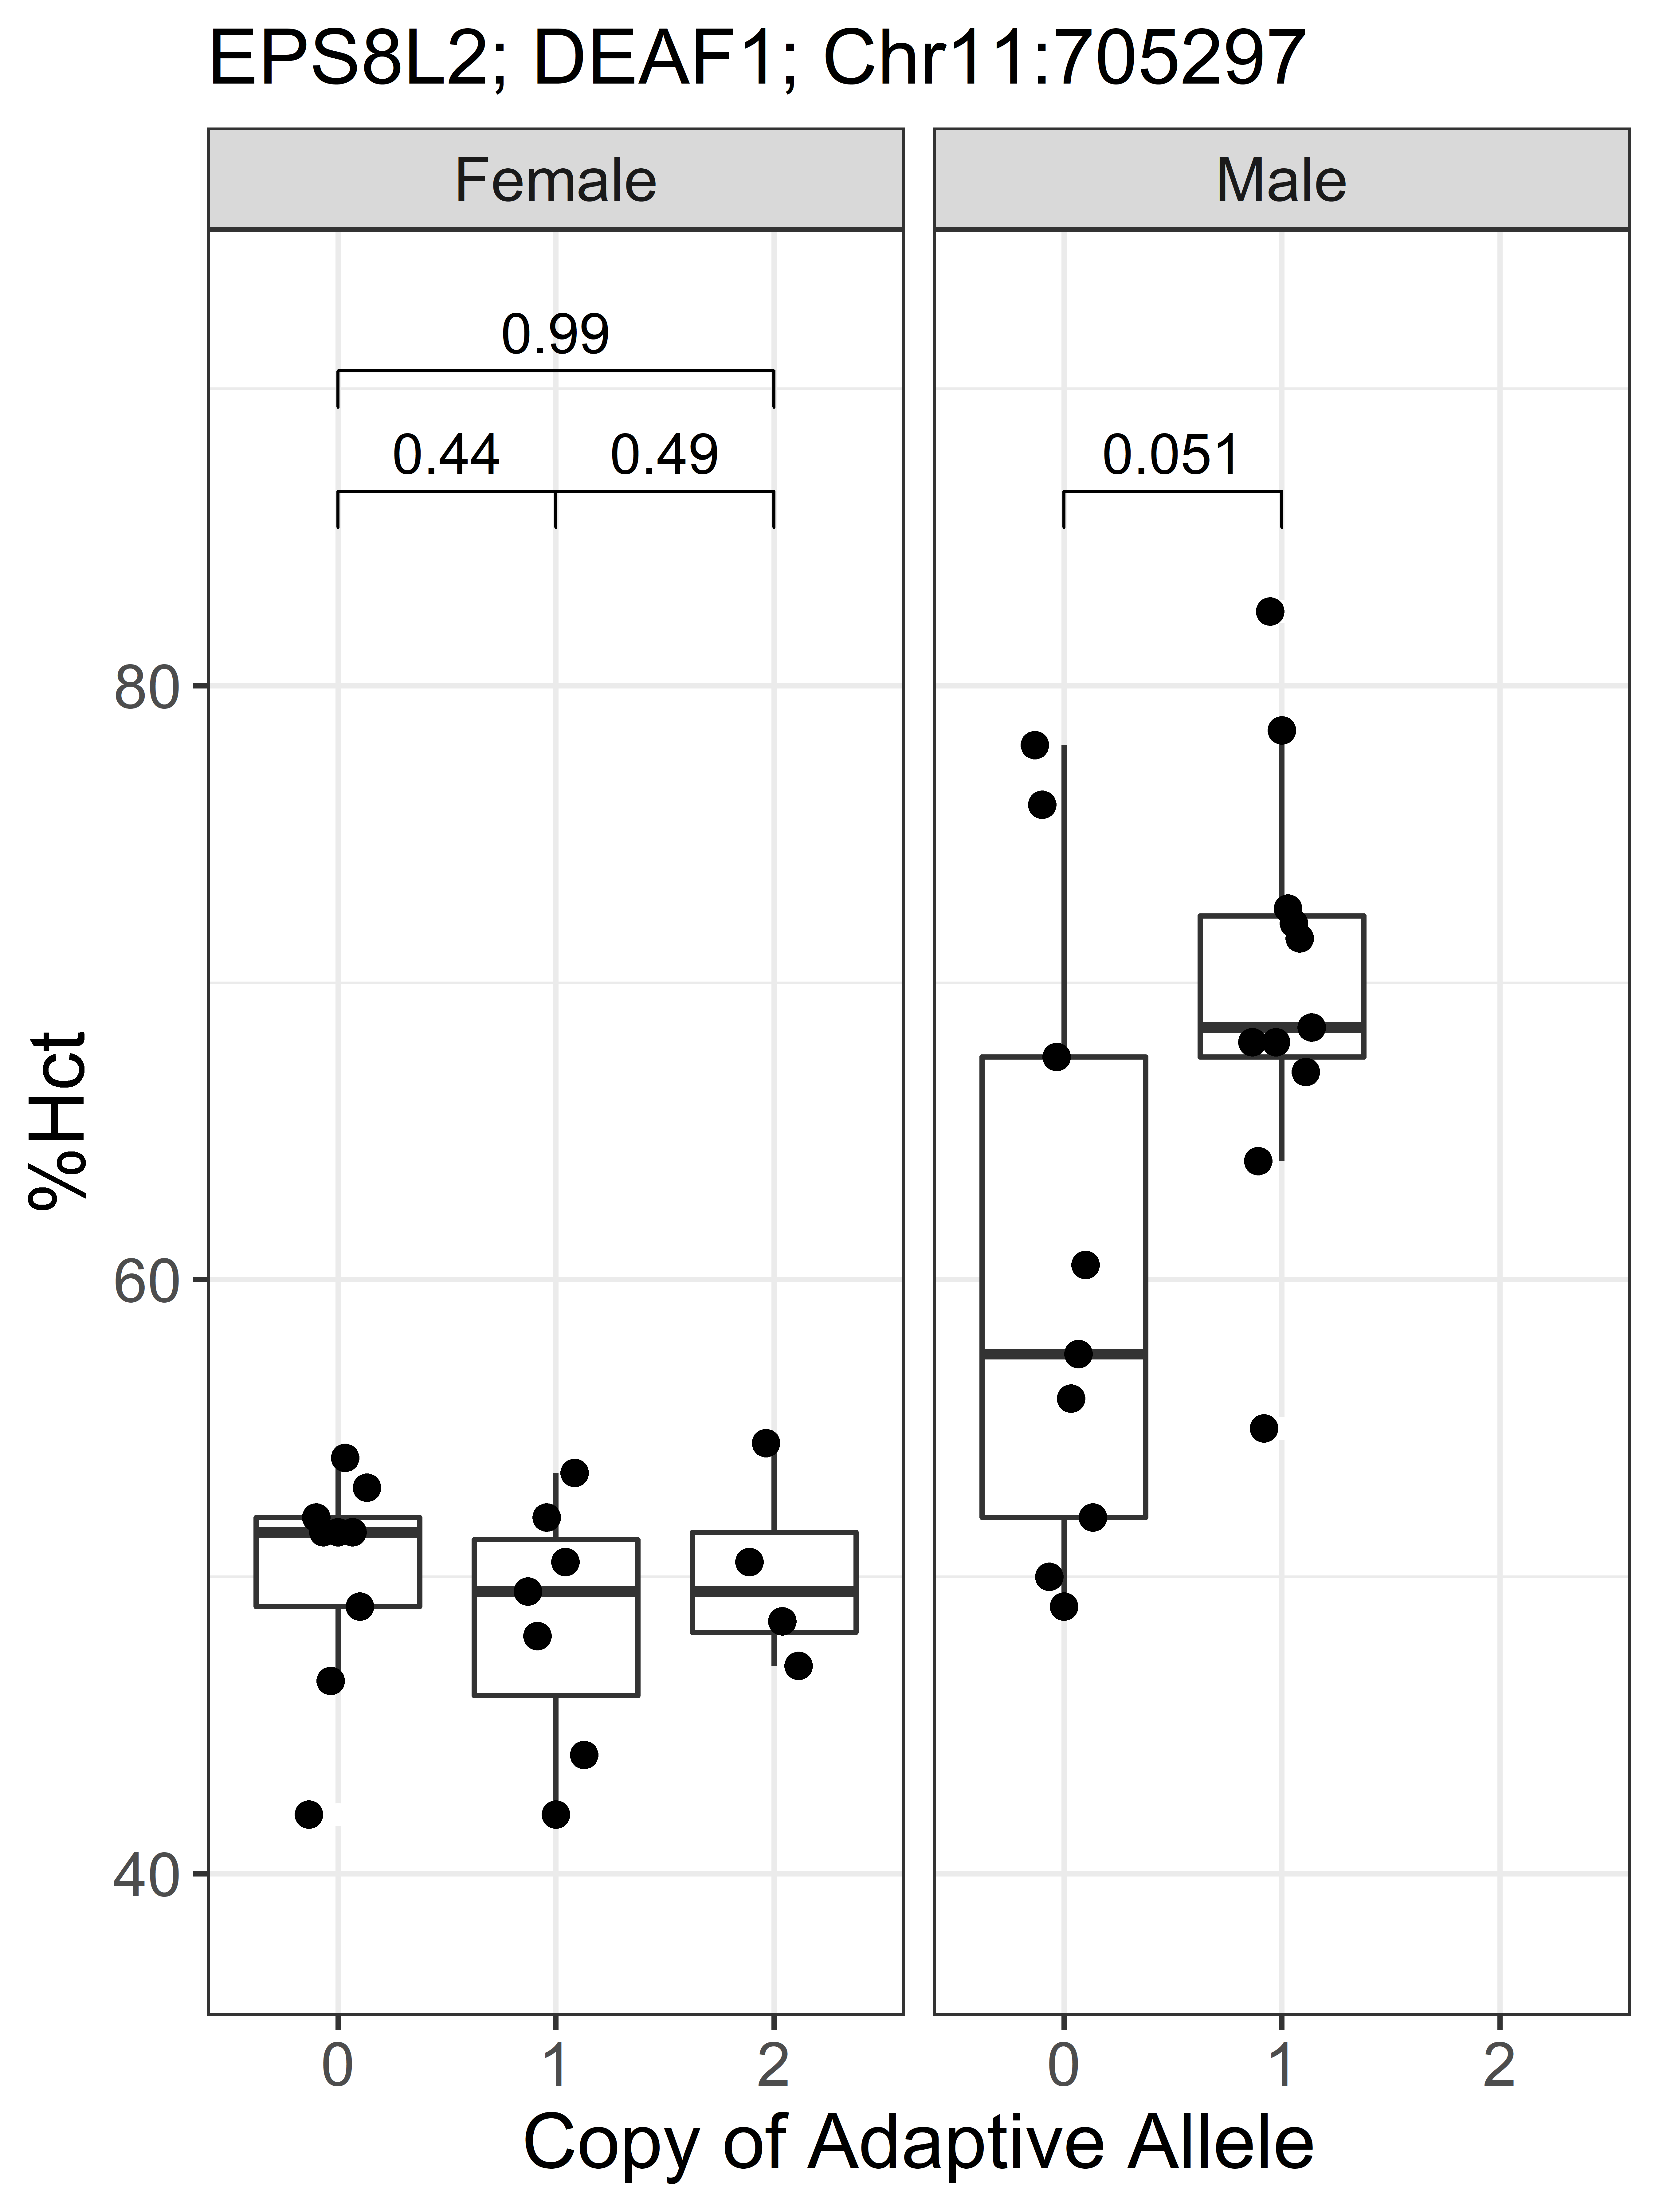 EPS8L2; DEAF1; Chr11:705297
Female Male
0.99
0.44 0.49 0.051
80
60
40
%Hct
0 1 2 0 1 2
Copy of Adaptive Allele